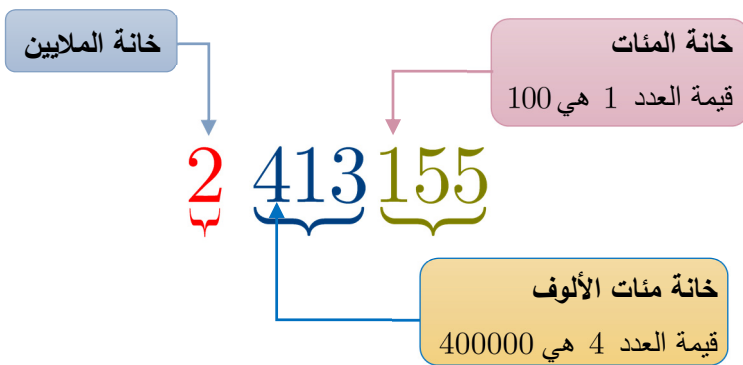 خانة الملايين
خانة المئات
قيمة العدد 1 هي 100
2 413 155
خانة مئات الألوف
قيمة العدد 4 هي 400000